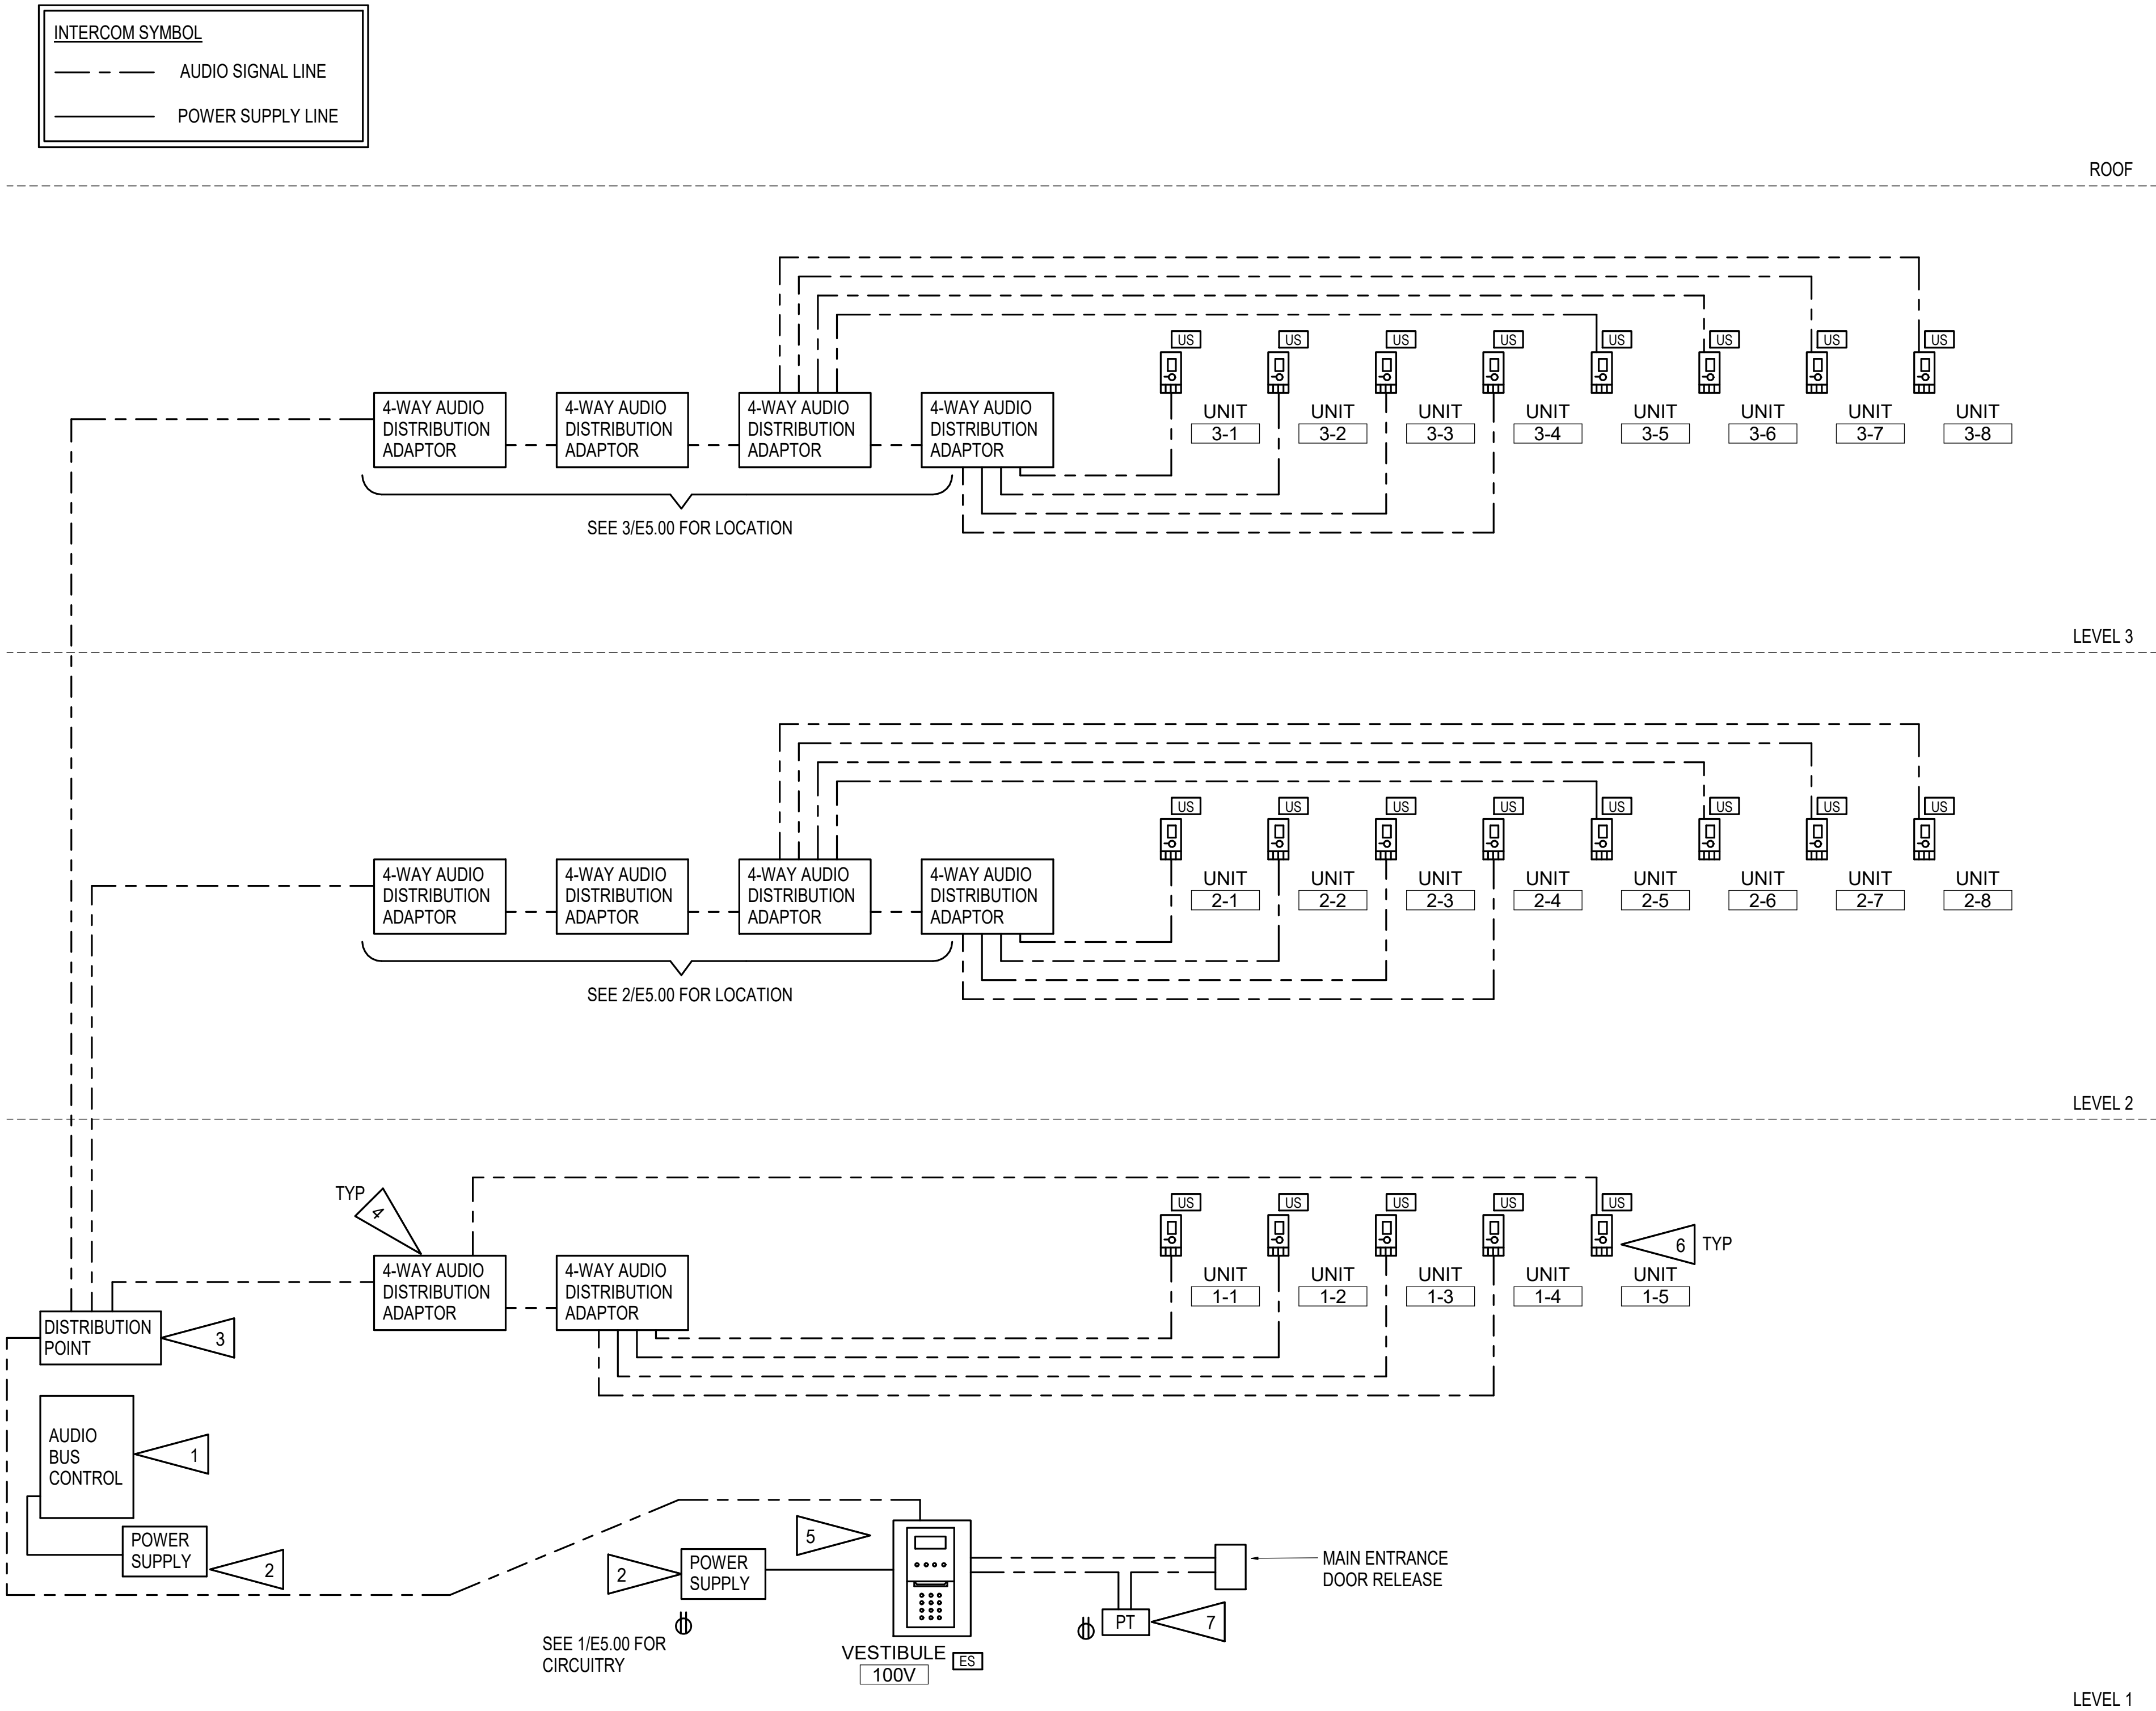 INTERCOM SYMBOL
AUDIO SIGNAL LINE
POWER SUPPLY LINE
ROOF
US US US US US US US US
4-WAY AUDIO
DISTRIBUTION
ADAPTOR
4-WAY AUDIO
DISTRIBUTION
ADAPTOR
4-WAY AUDIO
DISTRIBUTION
ADAPTOR
4-WAY AUDIO
DISTRIBUTION
ADAPTOR
UNIT
3-1
UNIT
3-2
UNIT
3-3
UNIT
3-4
UNIT
3-5
UNIT
3-6
UNIT
3-7
UNIT
3-8
SEE 3/E5.00 FOR LOCATION
LEVEL 3
US US US US US US US US
4-WAY AUDIO
DISTRIBUTION
ADAPTOR
4-WAY AUDIO
DISTRIBUTION
ADAPTOR
4-WAY AUDIO
DISTRIBUTION
ADAPTOR
4-WAY AUDIO
DISTRIBUTION
ADAPTOR
UNIT
2-1
UNIT
2-2
UNIT
2-3
UNIT
2-4
UNIT
2-5
UNIT
2-6
UNIT
2-7
UNIT
2-8
SEE 2/E5.00 FOR LOCATION
LEVEL 2
TYP
4
US US US US US
6 TYP
4-WAY AUDIO
DISTRIBUTION
ADAPTOR
4-WAY AUDIO
DISTRIBUTION
ADAPTOR
UNIT
1-1
UNIT
1-2
UNIT
1-3
UNIT
1-4
UNIT
1-5
DISTRIBUTION
POINT
3
AUDIO
BUS
CONTROL
1
POWER
SUPPLY
2
5
2
POWER
SUPPLY
MAIN ENTRANCE
DOOR RELEASE
PT
7
SEE 1/E5.00 FOR
CIRCUITRY
VESTIBULE
100V
ES
LEVEL 1